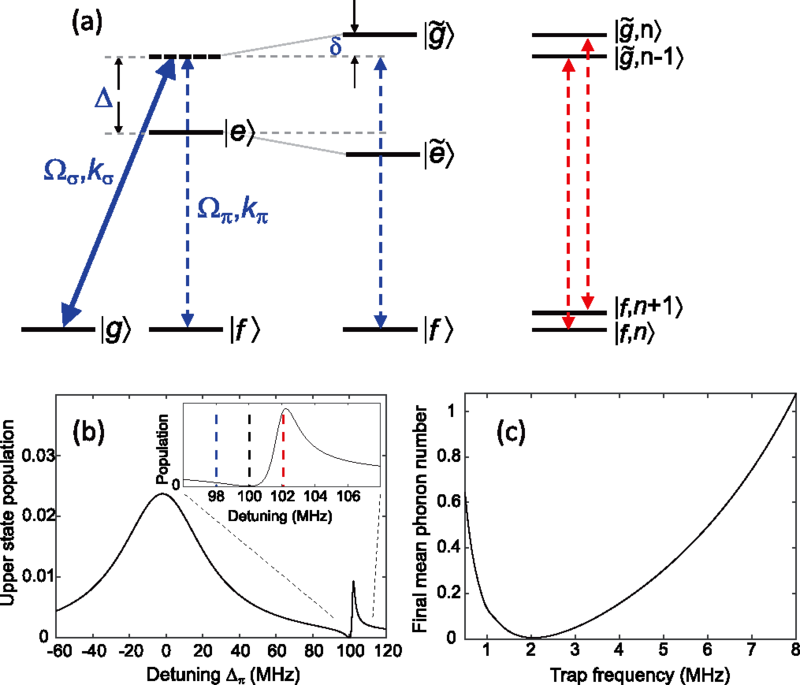 (a)
|g̃⟩
δ
Δ
|e⟩
|ẽ⟩
Ωσ,kσ
Ωπ,kπ
|g⟩
|f⟩
|f⟩
|g̃,n⟩
|g̃,n-1⟩
|f,n+1⟩
|f,n⟩
(b)
Upper state population
0.03
0.02
0.01
0
-60 -40 -20 0 20 40 60 80 100 120
Detuning Δπ (MHz)
Population
0
98 100 102 104 106
Detuning (MHz)
(c)
Final mean phonon number
1
0.8
0.6
0.4
0.2
0
1 2 3 4 5 6 7 8
Trap frequency (MHz)